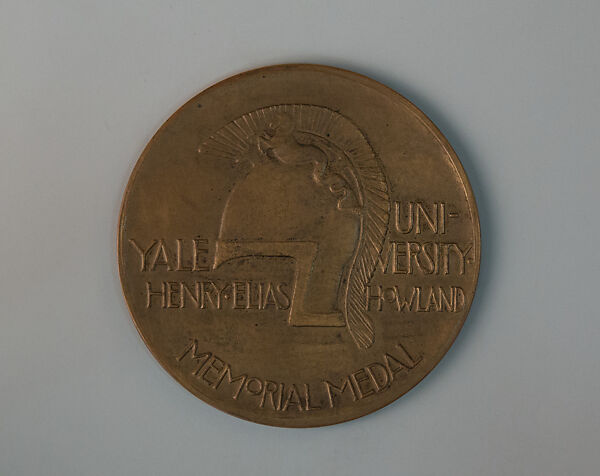 YALE UNI-
VERSITY·
·HENRY·ELIAS HOWLAND
MEMORIAL MEDAL